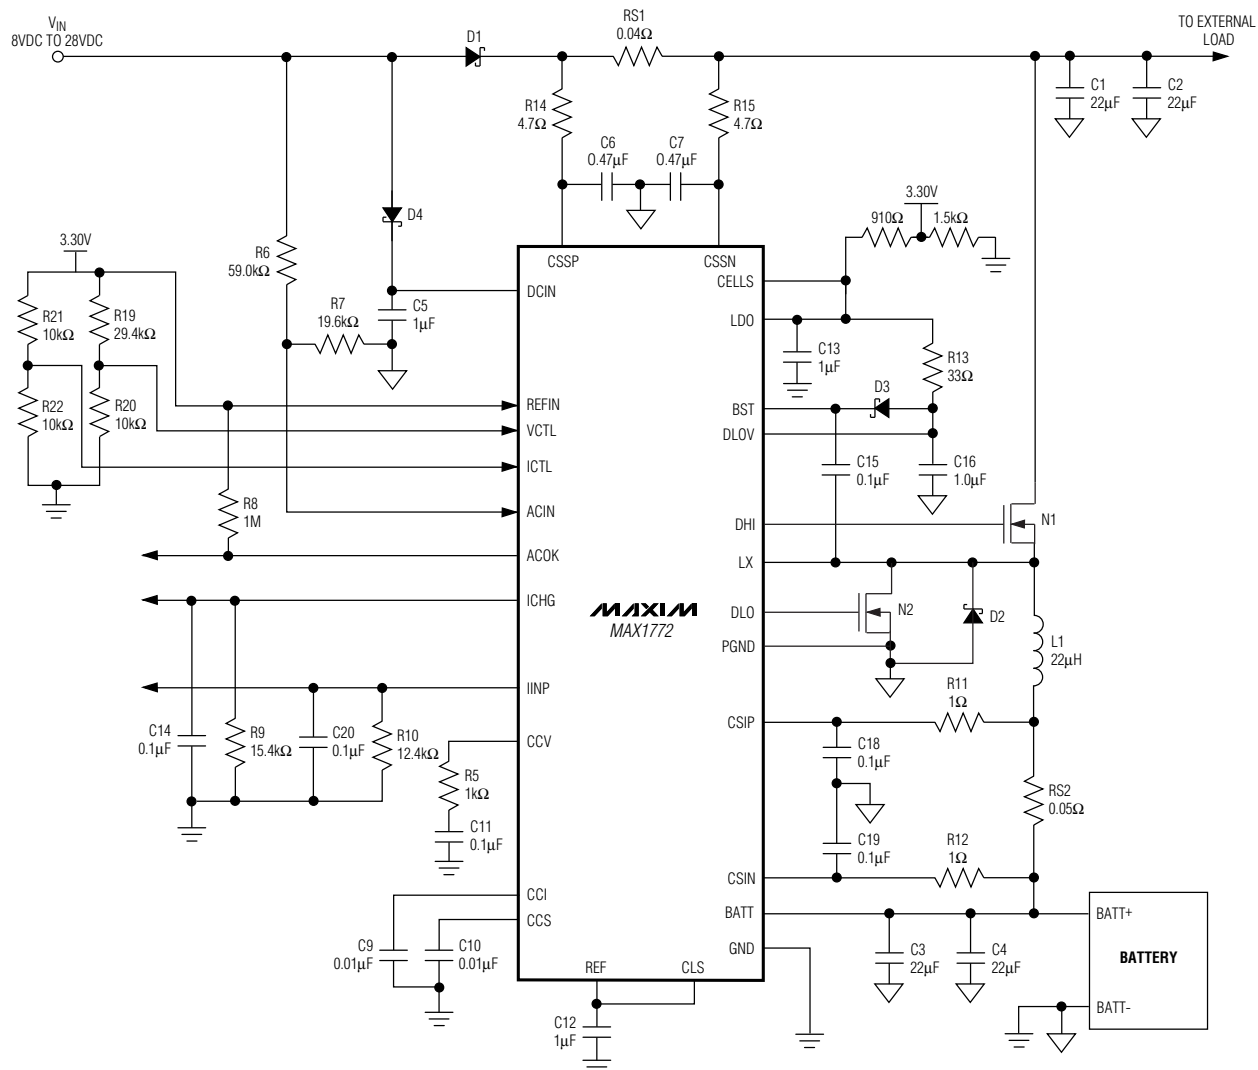 VIN
8VDC TO 28VDC
D1
RS1
0.04Ω
TO EXTERNAL
LOAD
R14
4.7Ω
R15
4.7Ω
C1
22µF
C2
22µF
C6
0.47µF
C7
0.47µF
D4
3.30V
910Ω
1.5kΩ
3.30V
R6
59.0kΩ
R7
19.6kΩ
C5
1µF
R21
10kΩ
R19
29.4kΩ
R22
10kΩ
R20
10kΩ
R8
1M
CSSP
CSSN
DCIN
CELLS
LDO
C13
1µF
R13
33Ω
D3
REFIN
VCTL
ICTL
ACIN
ACOK
ICHG
IINP
CCV
CCI
CCS
BST
DLOV
C15
0.1µF
C16
1.0µF
DHI
N1
LX
DLO
N2
D2
PGND
L1
22µH
MAXIM
MAX1772
CSIP
R11
1Ω
C18
0.1µF
C19
0.1µF
R12
1Ω
RS2
0.05Ω
CSIN
BATT
GND
C14
0.1µF
R9
15.4kΩ
C20
0.1µF
R10
12.4kΩ
R5
1kΩ
C11
0.1µF
C9
0.01µF
C10
0.01µF
REF
CLS
C12
1µF
C3
22µF
C4
22µF
BATT+
BATTERY
BATT-